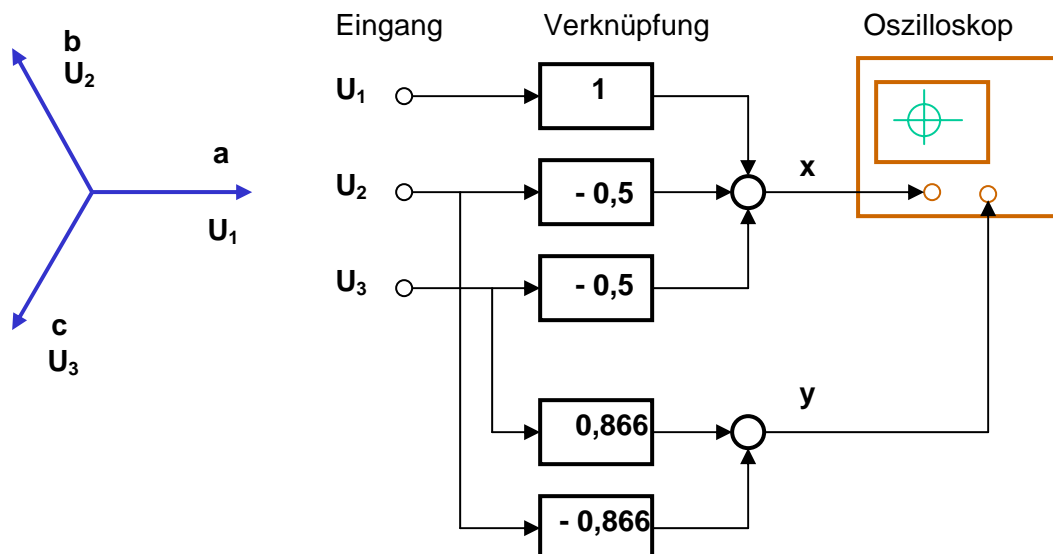 Eingang
Verknüpfung
Oszilloskop
b
U2
a
U1
c
U3
U1
1
U2
- 0,5
x
U3
- 0,5
0,866
y
- 0,866